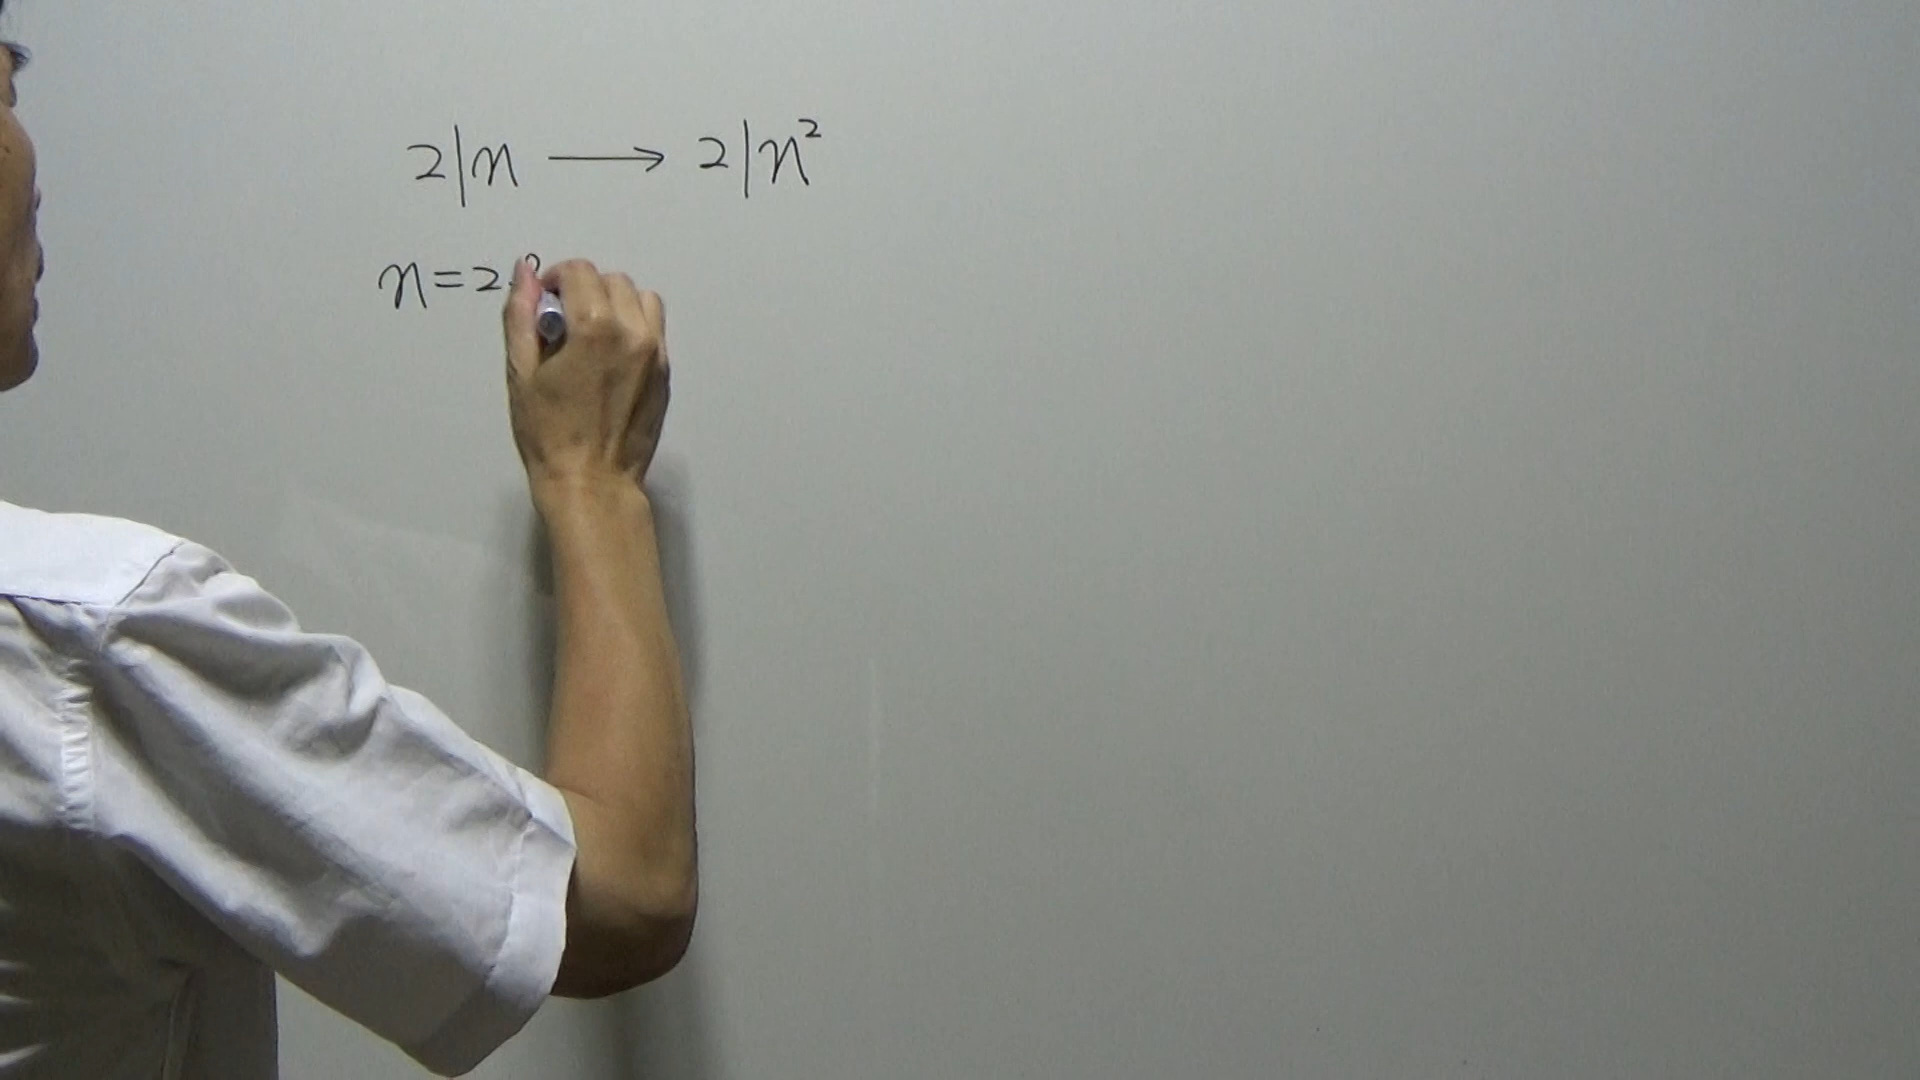 2|n → 2|n²
n=2·